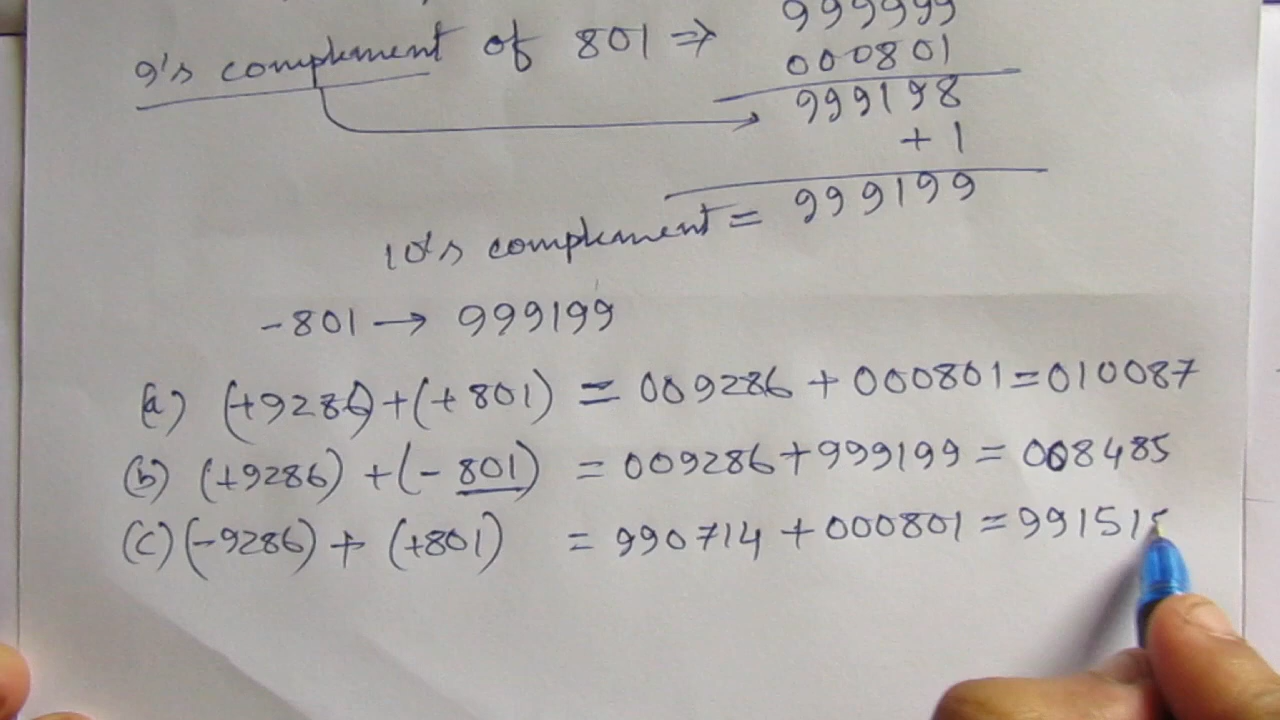 999999
9's complement of 801 ⇒ 000801
999198
+ 1
10's complement = 999199
-801 → 999199
(a) (+9286)+(+801) = 009286 + 000801 = 010087
(b) (+9286) +(-801) = 009286+999199 = 008485
(c) (-9286) + (+801) = 990714 + 000801 = 991515